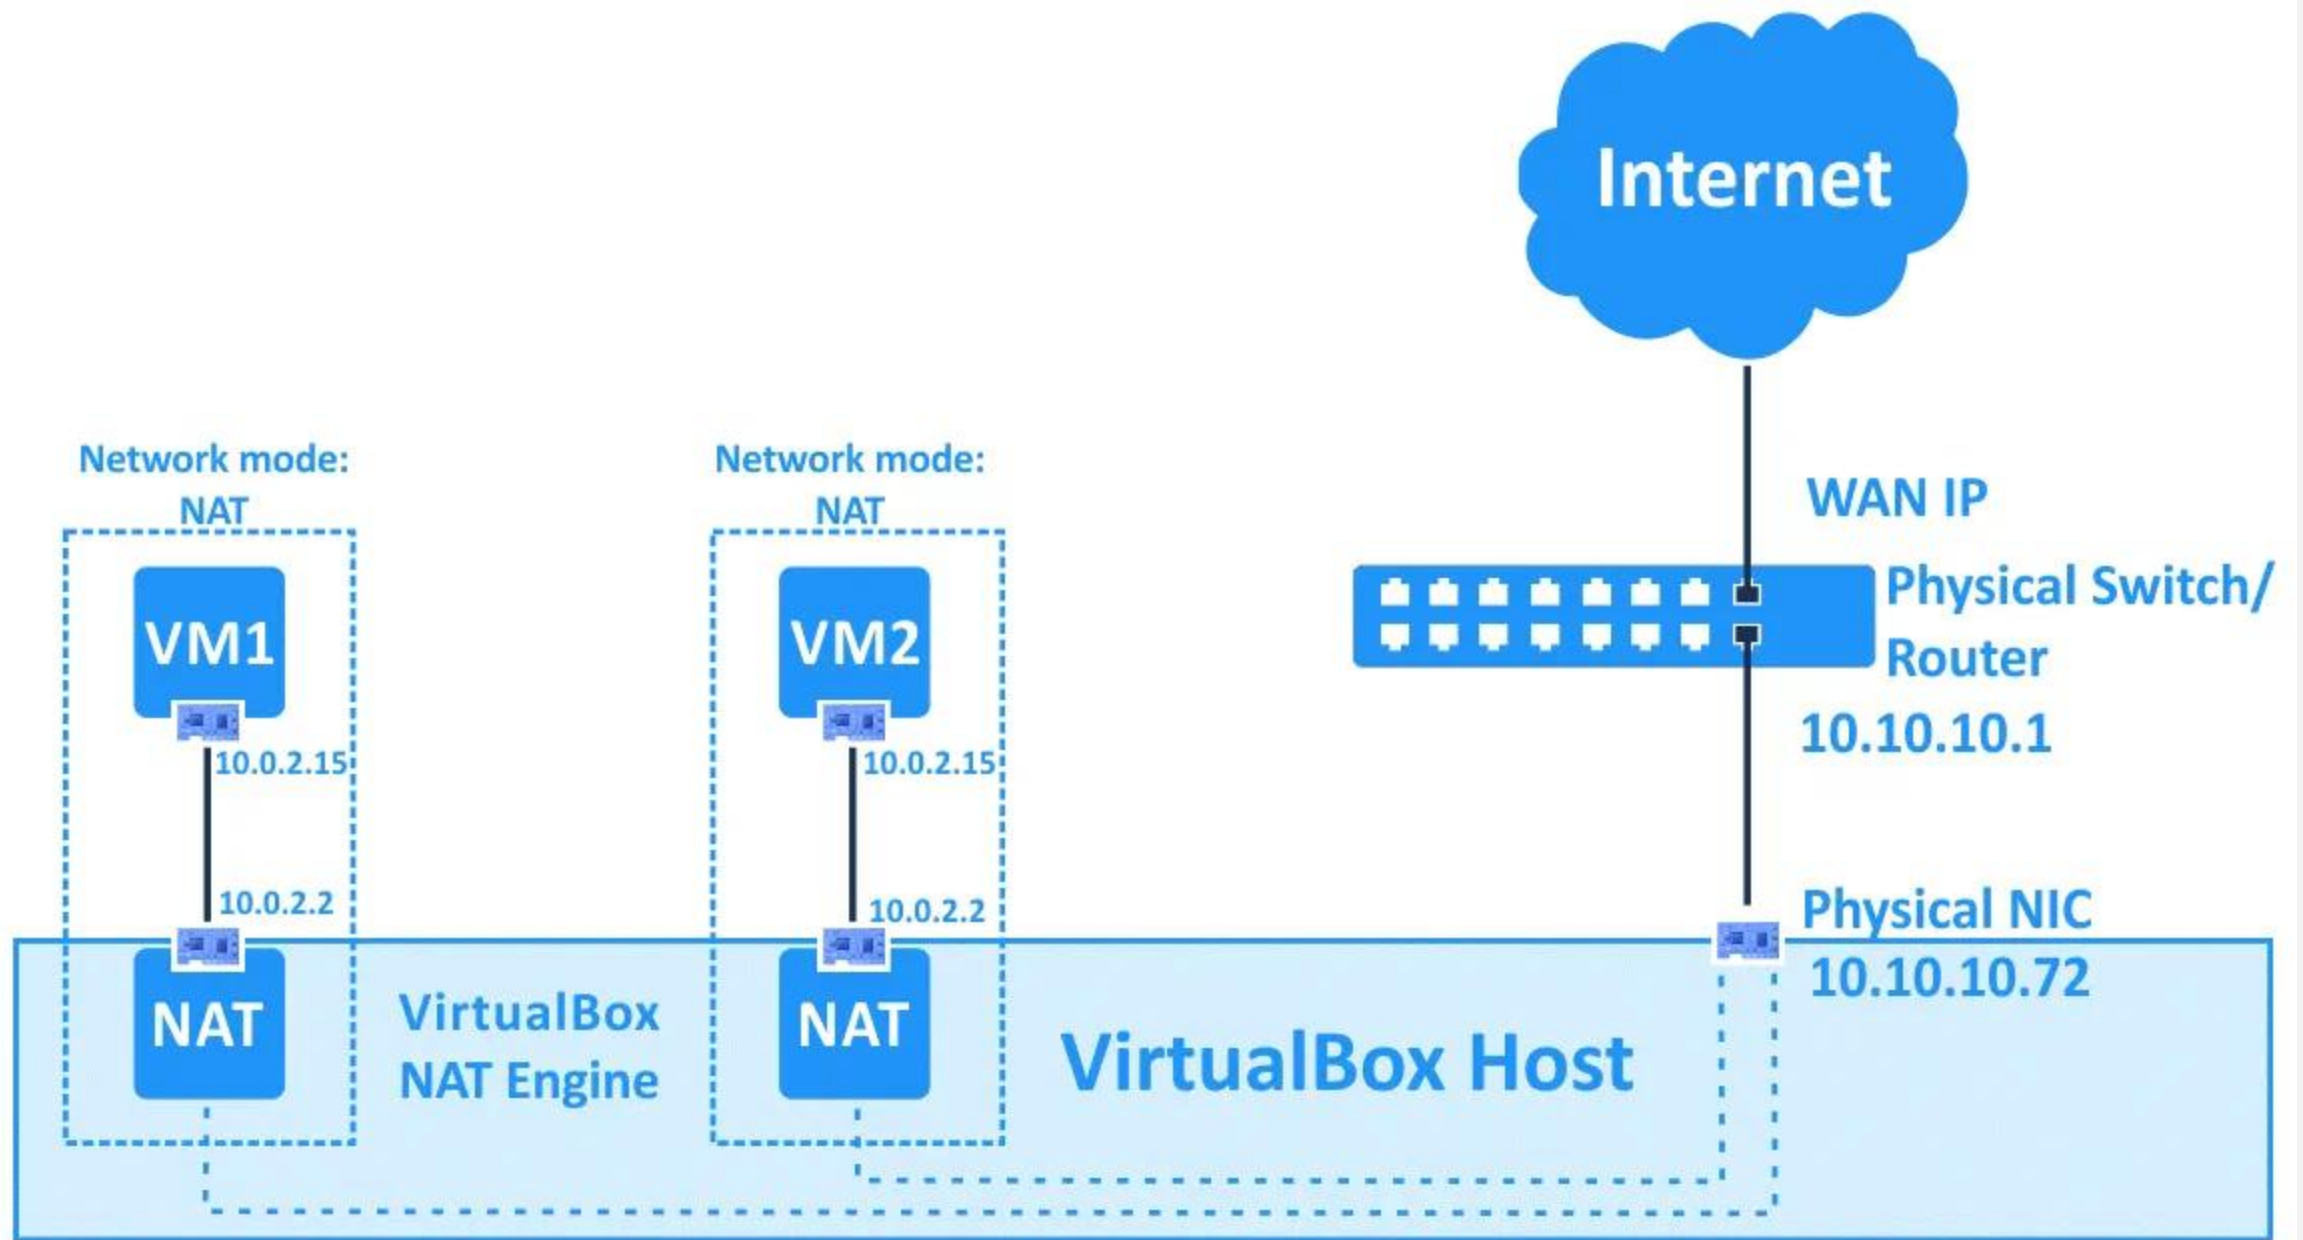 Internet
WAN IP
Physical Switch/
Router
10.10.10.1
Network mode:
NAT
VM1
10.0.2.15
10.0.2.2
NAT
Network mode:
NAT
VM2
10.0.2.15
10.0.2.2
NAT
VirtualBox
NAT Engine
VirtualBox Host
Physical NIC
10.10.10.72